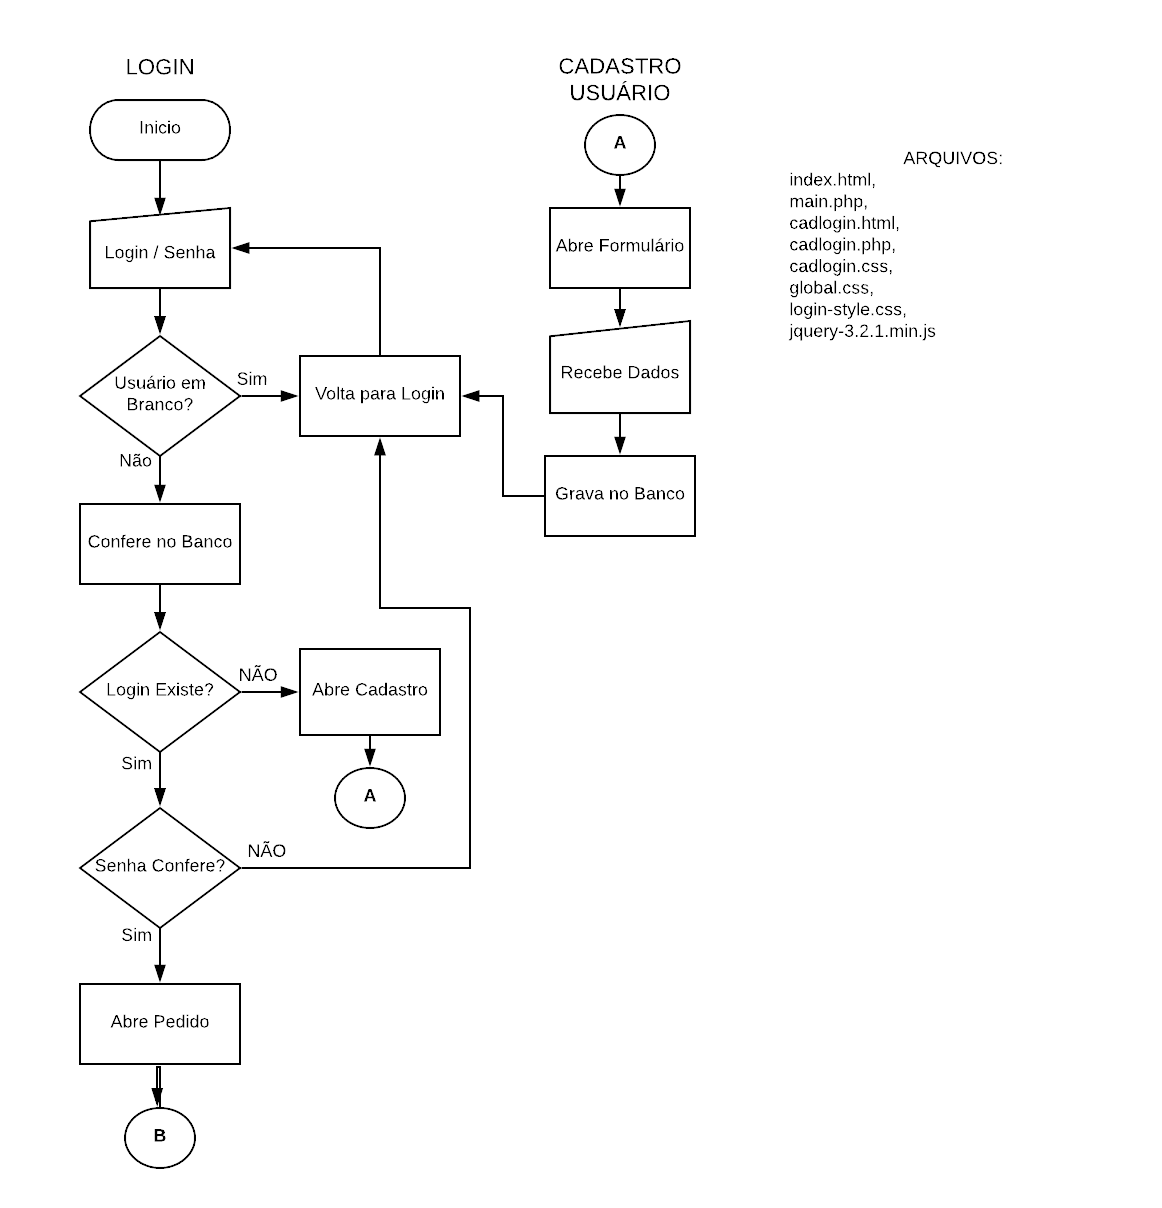 LOGIN
Inicio
Login / Senha
Usuário em
Branco?
Sim
Volta para Login
Não
Confere no Banco
Login Existe?
NÃO
Abre Cadastro
A
Sim
Senha Confere?
NÃO
Sim
Abre Pedido
B
CADASTRO
USUÁRIO
A
Abre Formulário
Recebe Dados
Grava no Banco
ARQUIVOS:
index.html,
main.php,
cadlogin.html,
cadlogin.php,
cadlogin.css,
global.css,
login-style.css,
jquery-3.2.1.min.js